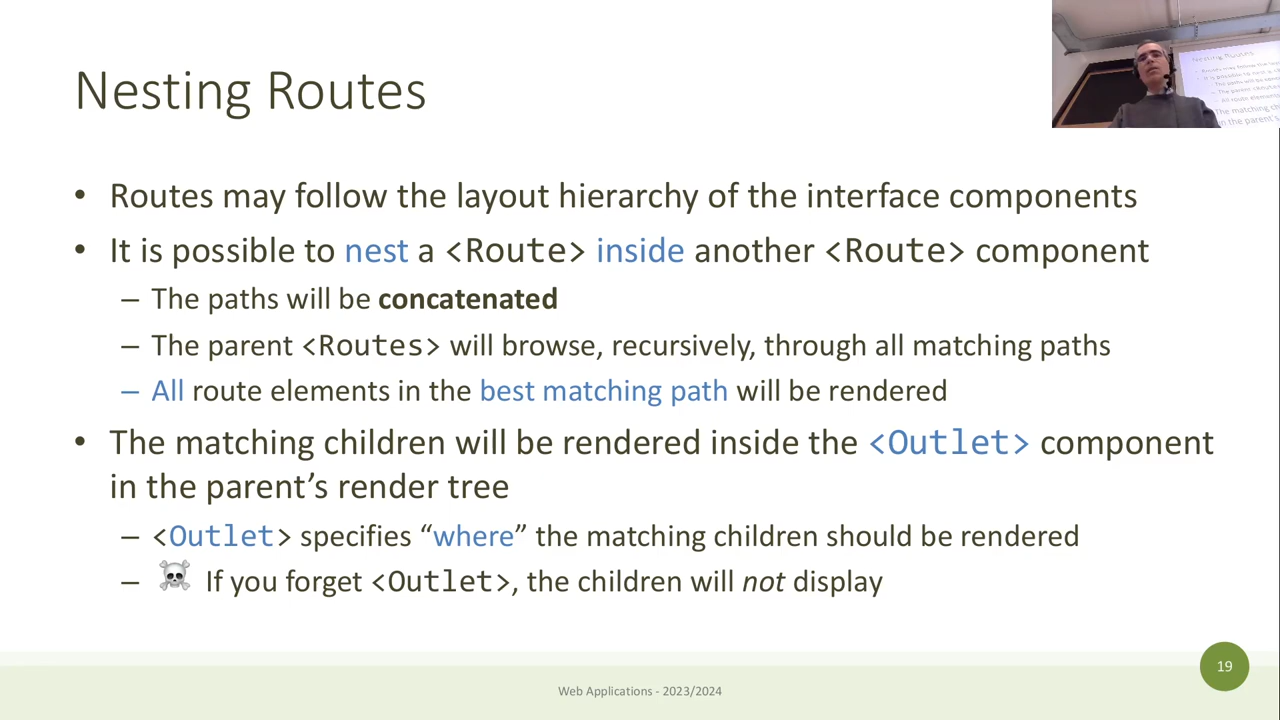 Nesting Routes
• Routes may follow the layout hierarchy of the interface components
• It is possible to nest a <Route> inside another <Route> component
– The paths will be concatenated
– The parent <Routes> will browse, recursively, through all matching paths
– All route elements in the best matching path will be rendered
• The matching children will be rendered inside the <Outlet> component
in the parent’s render tree
– <Outlet> specifies “where” the matching children should be rendered
– ☠ If you forget <Outlet>, the children will not display
19
Web Applications - 2023/2024